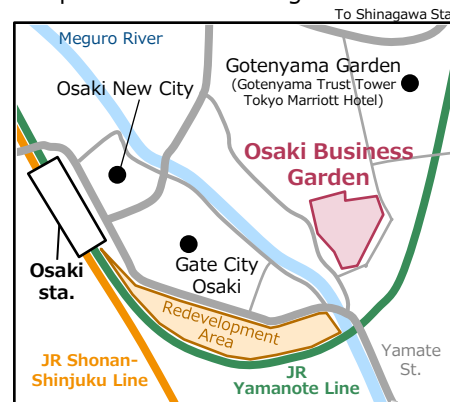 To Shinagawa Sta
Meguro River
Gotenyama Garden
(Gotenyama Trust Tower
Tokyo Marriott Hotel)
Osaki New City
Osaki Business
Garden
Osaki
sta.
Gate City
Osaki
Redevelopment
Area
Yamate
St.
JR Shonan-
Shinjuku Line
JR
Yamanote Line